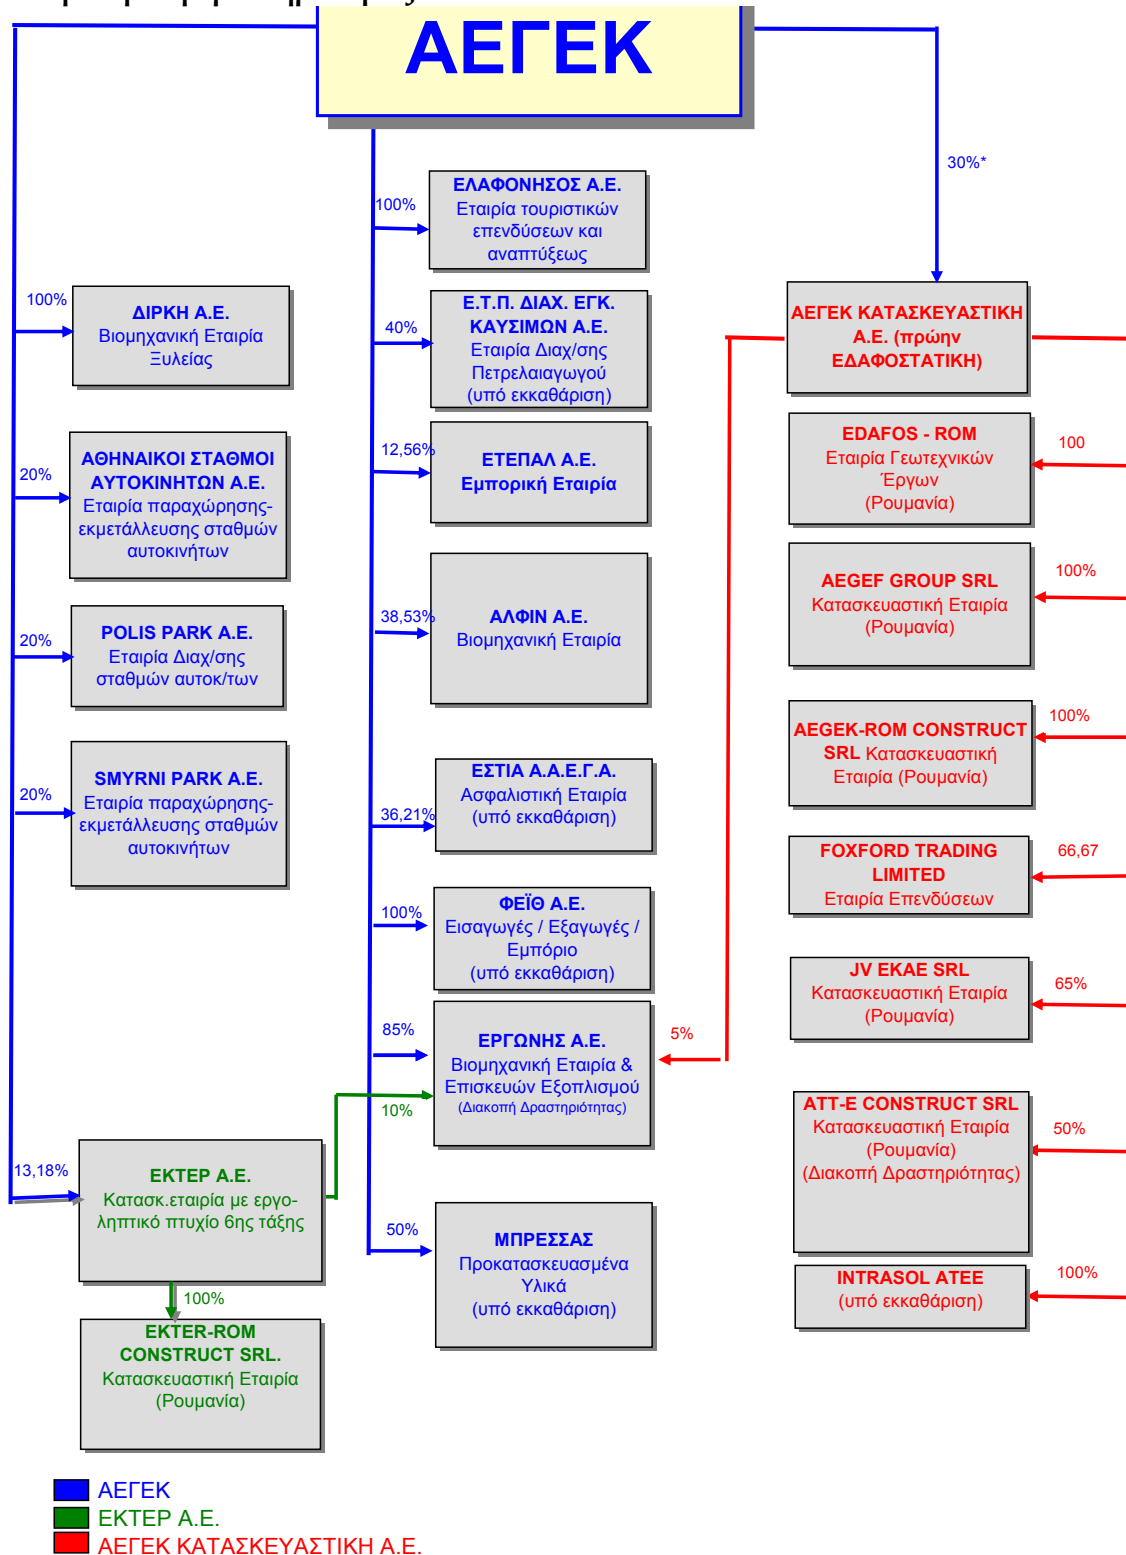 ΑΕΓΕΚ
30%*
100%
ΔΙΡΚΗ Α.Ε.
Βιομηχανική Εταιρία
Ξυλείας
20%
ΑΘΗΝΑΙΚΟΙ ΣΤΑΘΜΟΙ
ΑΥΤΟΚΙΝΗΤΩΝ Α.Ε.
Εταιρία παραχώρησης-
εκμετάλλευσης σταθμών
αυτοκινήτων
20%
POLIS PARK A.E.
Εταιρία Διαχ/σης
σταθμών αυτοκ/των
20%
SMYRNI PARK A.E.
Εταιρία παραχώρησης-
εκμετάλλευσης σταθμών
αυτοκινήτων
13,18%
ΕΚΤΕΡ Α.Ε.
Κατασκ.εταιρία με εργο-
ληπτικό πτυχίο 6ης τάξης
100%
EKTER-ROM
CONSTRUCT SRL.
Κατασκευαστική Εταιρία
(Ρουμανία)
100%
ΕΛΑΦΟΝΗΣΟΣ Α.Ε.
Εταιρία τουριστικών
επενδύσεων και
αναπτύξεως
40%
Ε.Τ.Π. ΔΙΑΧ. ΕΓΚ.
ΚΑΥΣΙΜΩΝ Α.Ε.
Εταιρία Διαχ/σης
Πετρελαιαγωγού
(υπό εκκαθάριση)
12,56%
ΕΤΕΠΑΛ Α.Ε.
Εμπορική Εταιρία
38,53%
ΑΛΦΙΝ Α.Ε.
Βιομηχανική Εταιρία
36,21%
ΕΣΤΙΑ Α.Α.Ε.Γ.Α.
Ασφαλιστική Εταιρία
(υπό εκκαθάριση)
100%
ΦΕΪΘ Α.Ε.
Εισαγωγές / Εξαγωγές /
Εμπόριο
(υπό εκκαθάριση)
85%
10%
5%
ΕΡΓΩΝΗΣ Α.Ε.
Βιομηχανική Εταιρία &
Επισκευών Εξοπλισμού
(Διακοπή Δραστηριότητας)
50%
ΜΠΡΕΣΣΑΣ
Προκατασκευασμένα
Υλικά
(υπό εκκαθάριση)
ΑΕΓΕΚ ΚΑΤΑΣΚΕΥΑΣΤΙΚΗ
Α.Ε. (πρώην
ΕΔΑΦΟΣΤΑΤΙΚΗ)
EDAFOS - ROM
Εταιρία Γεωτεχνικών
Έργων
(Ρουμανία)
100
AEGEF GROUP SRL
Κατασκευαστική Εταιρία
(Ρουμανία)
100%
AEGEK-ROM CONSTRUCT
SRL Κατασκευαστική
Εταιρία (Ρουμανία)
100%
FOXFORD TRADING
LIMITED
Εταιρία Επενδύσεων
66,67
JV EKAE SRL
Κατασκευαστική Εταιρία
(Ρουμανία)
65%
ATT-E CONSTRUCT SRL
Κατασκευαστική Εταιρία
(Ρουμανία)
(Διακοπή Δραστηριότητας)
50%
INTRASOL ATEE
(υπό εκκαθάριση)
100%
ΑΕΓΕΚ
ΕΚΤΕΡ Α.Ε.
ΑΕΓΕΚ ΚΑΤΑΣΚΕΥΑΣΤΙΚΗ Α.Ε.